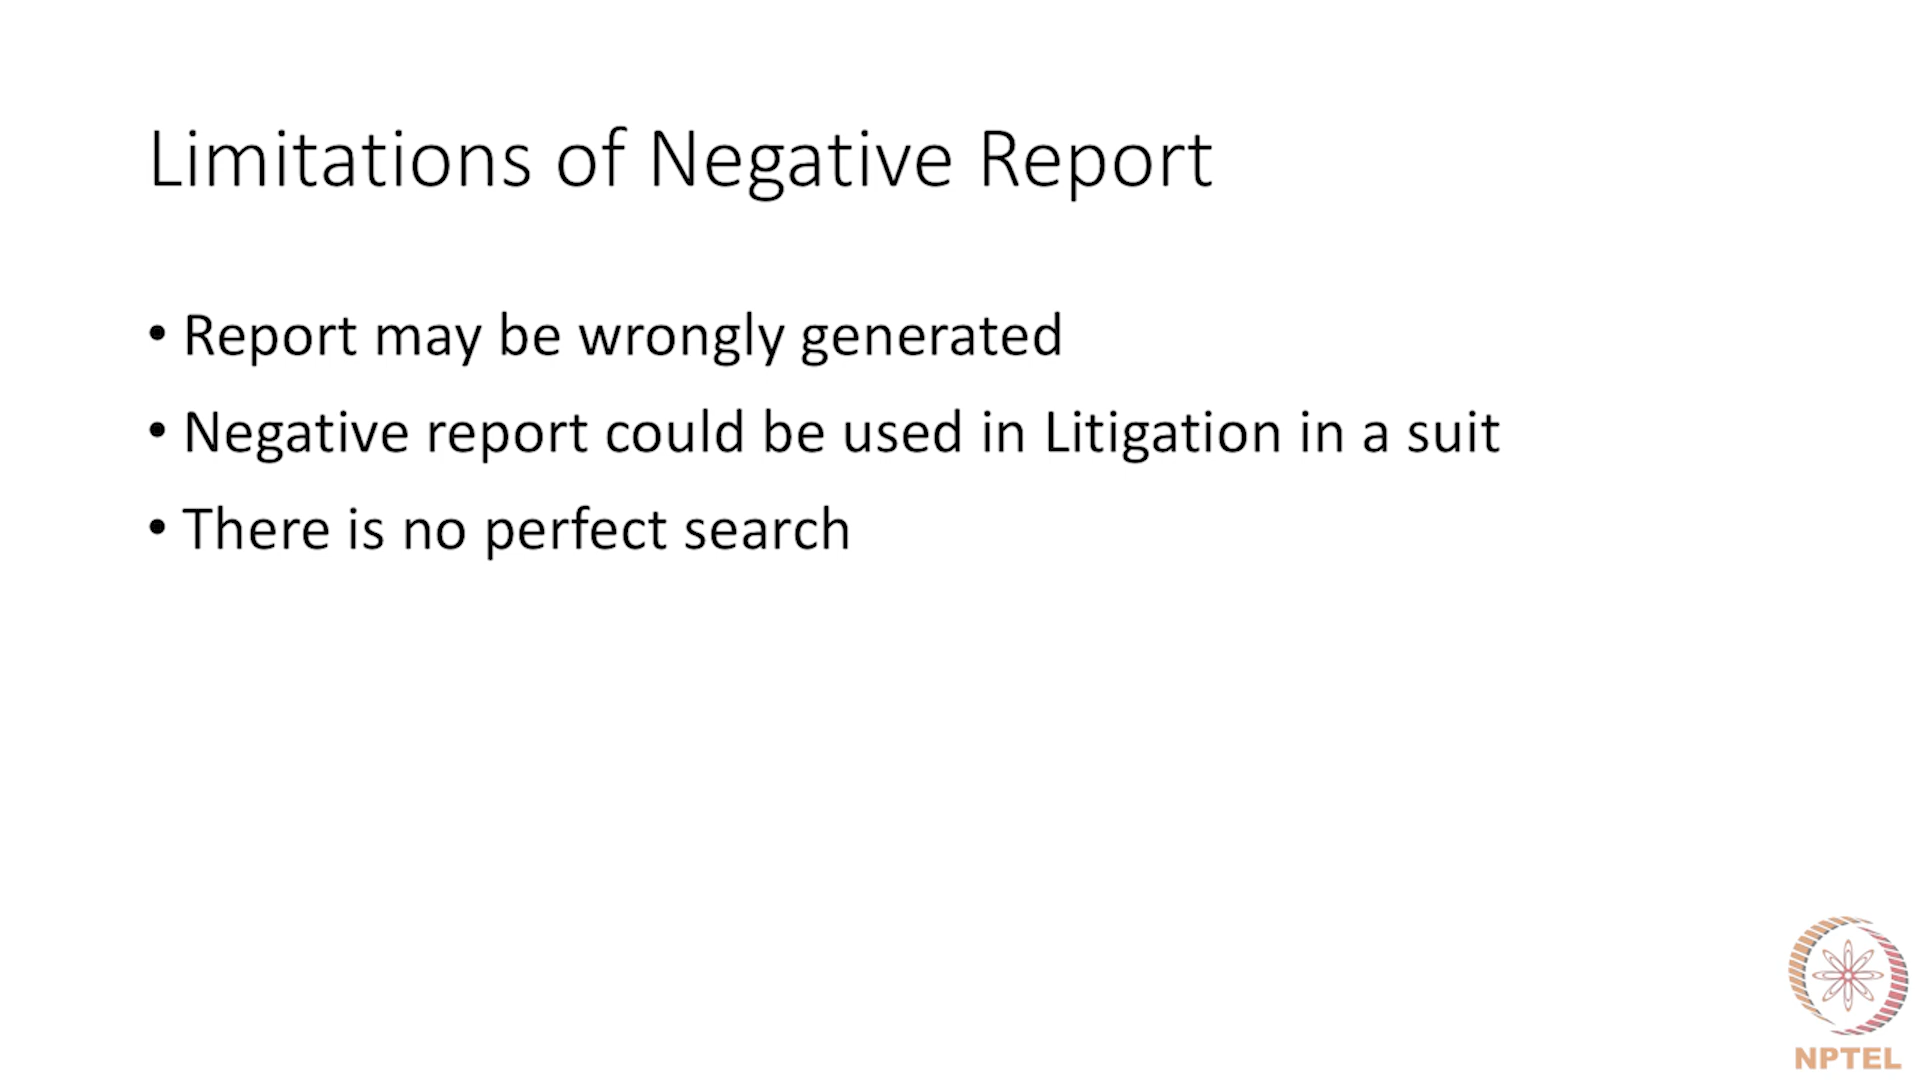 Limitations of Negative Report
• Report may be wrongly generated
• Negative report could be used in Litigation in a suit
• There is no perfect search
NPTEL